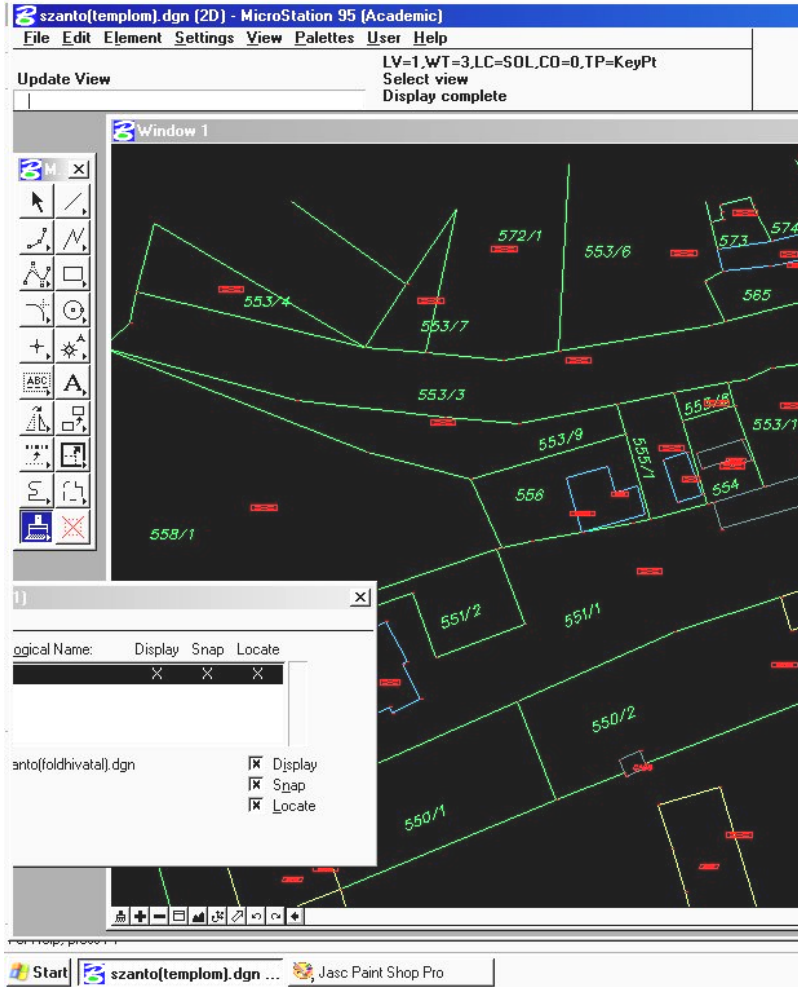 szanto(templom).dgn (2D) - MicroStation 95 (Academic)
File Edit Element Settings View Palettes User Help
LV=1,WT=3,LC=SOL,CO=0,TP=KeyPt
Update View
Select view
Display complete
Window 1
M.
ABC
A
572/1
553/6
573
574
553/4
565
553/7
553/3
553/9
553/1
555/1
556
554
558/1
551/2
551/1
1)
ogical Name: Display Snap Locate
550/2
anto(foldhivatal).dgn
Display
Snap
Locate
550/1
Start
szanto(templom).dgn ...
Jasc Paint Shop Pro